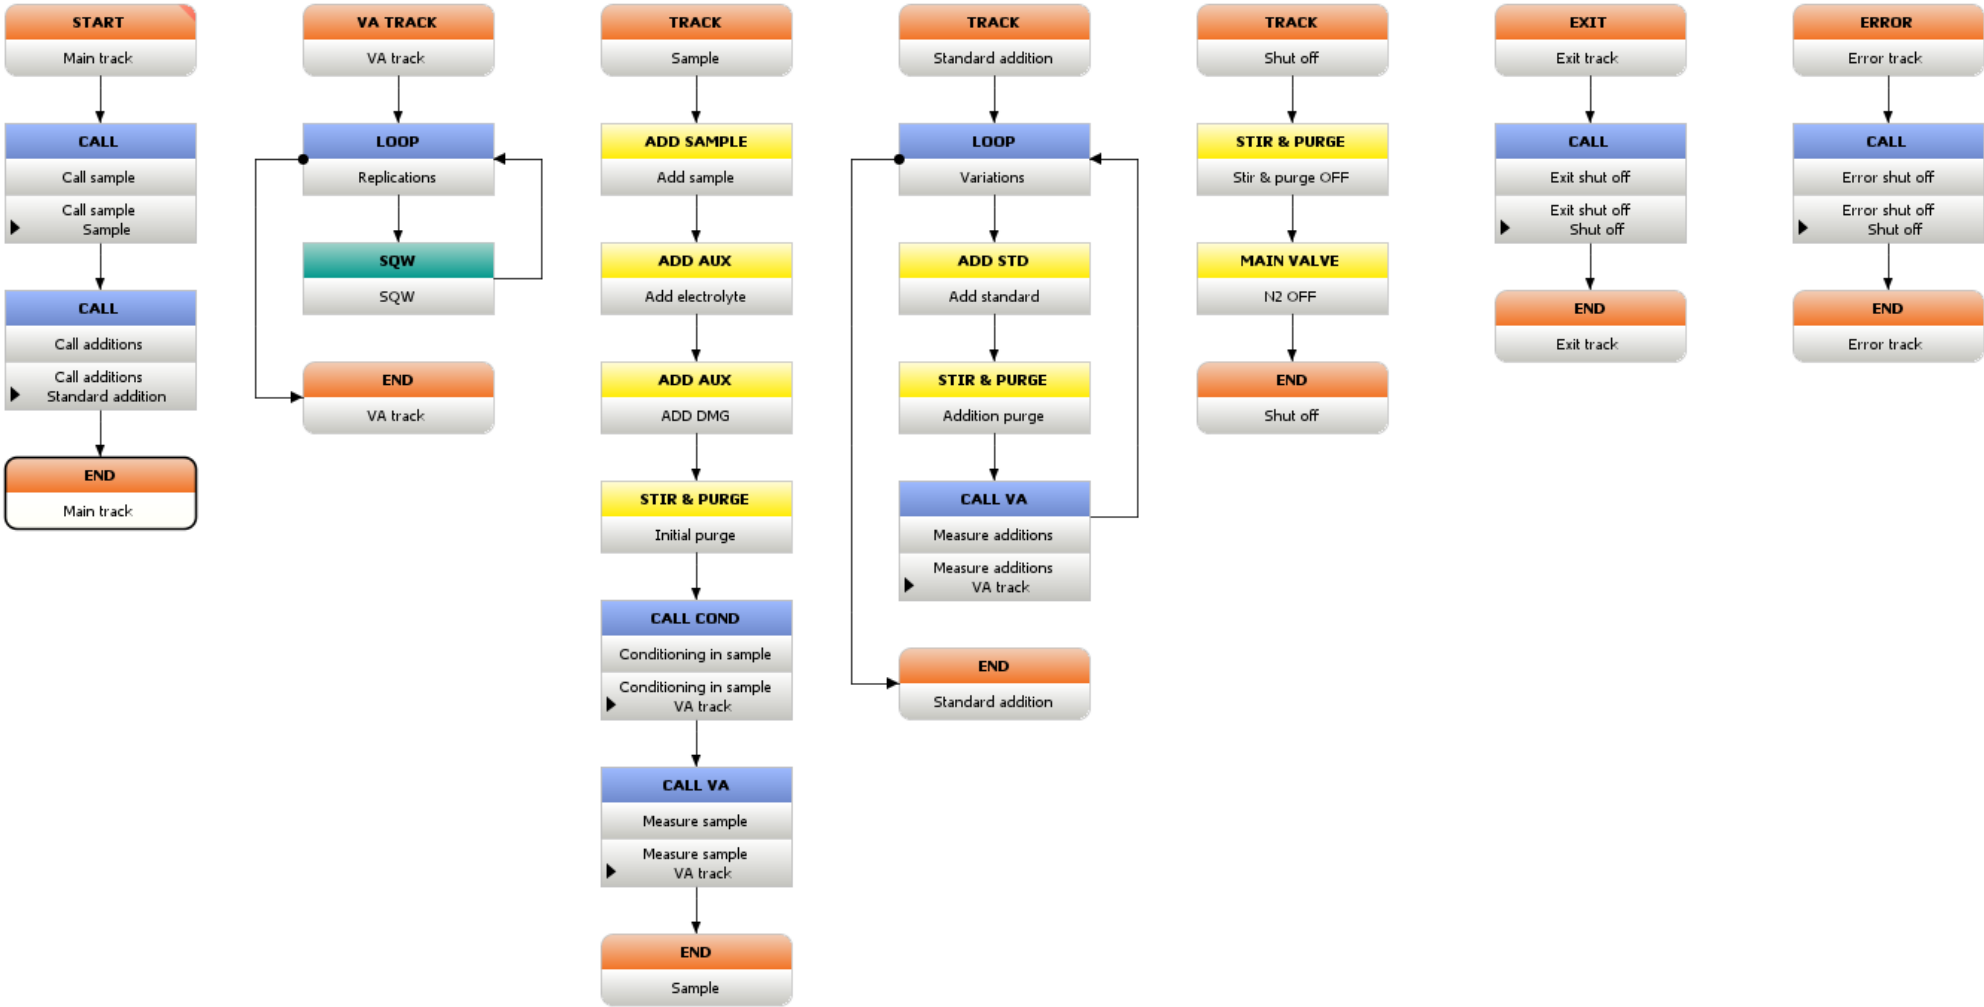 START
Main track
CALL
Call sample
Call sample
Sample
CALL
Call additions
Call additions
Standard addition
END
Main track
VA TRACK
VA track
LOOP
Replications
SQW
SQW
END
VA track
TRACK
Sample
ADD SAMPLE
Add sample
ADD AUX
Add electrolyte
ADD AUX
ADD DMG
STIR & PURGE
Initial purge
CALL COND
Conditioning in sample
Conditioning in sample
VA track
CALL VA
Measure sample
Measure sample
VA track
END
Sample
TRACK
Standard addition
LOOP
Variations
ADD STD
Add standard
STIR & PURGE
Addition purge
CALL VA
Measure additions
Measure additions
VA track
END
Standard addition
TRACK
Shut off
STIR & PURGE
Stir & purge OFF
MAIN VALVE
N2 OFF
END
Shut off
EXIT
Exit track
CALL
Exit shut off
Exit shut off
Shut off
END
Exit track
ERROR
Error track
CALL
Error shut off
Error shut off
Shut off
END
Error track